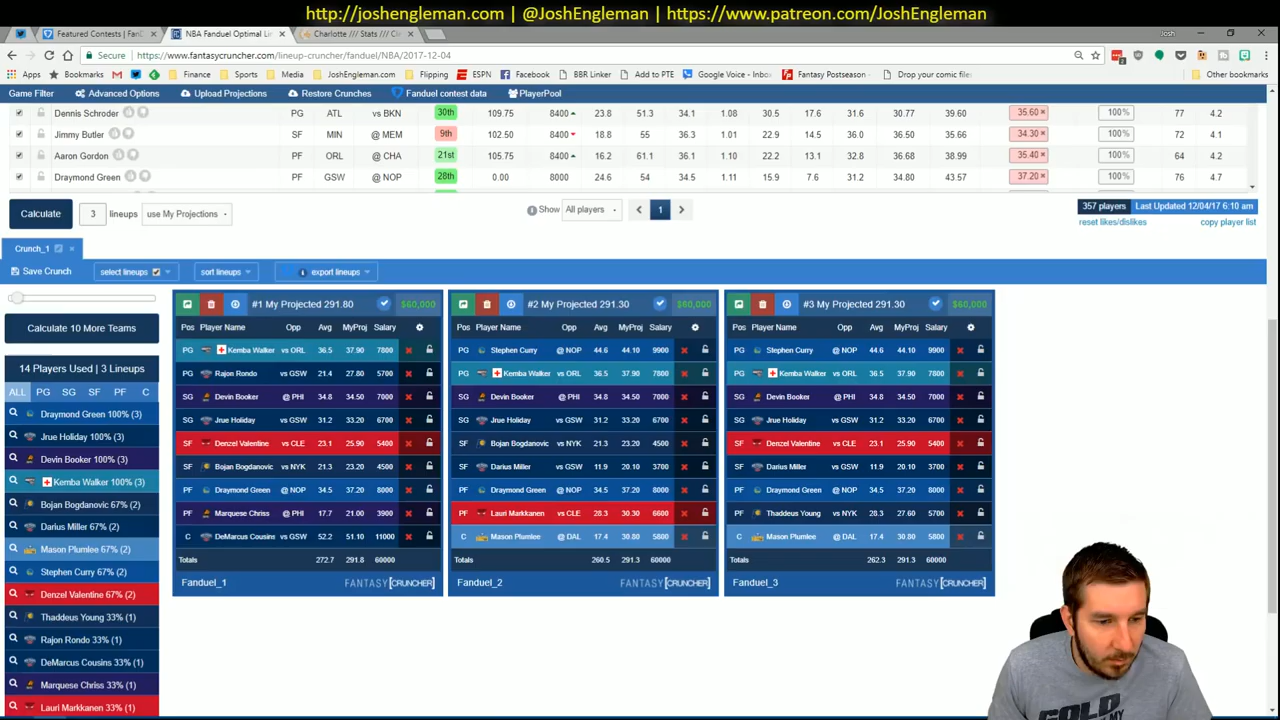 http://joshengleman.com | @JoshEngleman | https://www.patreon.com/JoshEngleman
Featured Contests | FanD × NBA Fanduel Optimal Lin × Charlotte /// Stats /// Cle × Josh
Secure https://www.fantasycruncher.com/lineup-cruncher/fanduel/NBA/2017-12-04
Apps Bookmarks Finance Sports Media JoshEngleman.com Flipping ESPN Facebook BBR Linker Add to PTE Google Voice - Inbo Fantasy Postseason Drop your comic files Other bookmarks
Game Filter Advanced Options Upload Projections Restore Crunches Fanduel contest data PlayerPool
Dennis Schroder PG ATL vs BKN 30th 109.75 8400 23.8 51.3 34.1 1.08 30.5 17.6 31.6 30.77 39.60 35.60 × 100% 77 4.2
Jimmy Butler SF MIN @ MEM 9th 102.50 8400 18.8 55 36.3 1.01 22.9 14.5 36.0 36.50 35.66 34.30 × 100% 72 4.1
Aaron Gordon PF ORL @ CHA 21st 105.75 8400 16.2 61.1 36.1 1.10 22.2 13.1 32.8 36.68 38.99 35.40 × 100% 64 4.2
Draymond Green PF GSW @ NOP 28th 0.00 8000 24.6 54 34.5 1.11 15.9 7.6 31.2 34.80 43.57 37.20 × 100% 76 4.7
Calculate 3 lineups use My Projections Show All players 1 357 players Last Updated 12/04/17 6:10 am
reset likes/dislikes copy player list
Crunch_1 ×
Save Crunch select lineups sort lineups export lineups
#1 My Projected 291.80 $60,000 #2 My Projected 291.30 $60,000 #3 My Projected 291.30 $60,000
Calculate 10 More Teams
Pos Player Name Opp Avg MyProj Salary Pos Player Name Opp Avg MyProj Salary Pos Player Name Opp Avg MyProj Salary
PG Kemba Walker vs ORL 36.5 37.90 7800 PG Stephen Curry @ NOP 44.6 44.10 9900 PG Stephen Curry @ NOP 44.6 44.10 9900
14 Players Used | 3 Lineups
PG Rajon Rondo vs GSW 21.4 27.80 5700 PG Kemba Walker vs ORL 36.5 37.90 7800 PG Kemba Walker vs ORL 36.5 37.90 7800
ALL PG SG SF PF C
SG Devin Booker @ PHI 34.8 34.50 7000 SG Devin Booker @ PHI 34.8 34.50 7000 SG Devin Booker @ PHI 34.8 34.50 7000
Draymond Green 100% (3)
SG Jrue Holiday vs GSW 31.2 33.20 6700 SG Jrue Holiday vs GSW 31.2 33.20 6700 SG Jrue Holiday vs GSW 31.2 33.20 6700
Jrue Holiday 100% (3)
SF Denzel Valentine vs CLE 23.1 25.90 5400 SF Bojan Bogdanovic vs NYK 21.3 23.20 4500 SF Denzel Valentine vs CLE 23.1 25.90 5400
Devin Booker 100% (3)
SF Bojan Bogdanovic vs NYK 21.3 23.20 4500 SF Darius Miller vs GSW 11.9 20.10 3700 SF Darius Miller vs GSW 11.9 20.10 3700
Kemba Walker 100% (3)
PF Draymond Green @ NOP 34.5 37.20 8000 PF Draymond Green @ NOP 34.5 37.20 8000 PF Draymond Green @ NOP 34.5 37.20 8000
Bojan Bogdanovic 67% (2)
PF Marquese Chriss @ PHI 17.7 21.00 3900 PF Lauri Markkanen vs CLE 28.3 30.30 6600 PF Thaddeus Young vs NYK 28.3 27.60 5700
Darius Miller 67% (2)
C DeMarcus Cousins vs GSW 52.2 51.10 11000 C Mason Plumlee @ DAL 17.4 30.80 5800 C Mason Plumlee @ DAL 17.4 30.80 5800
Mason Plumlee 67% (2)
Totals 272.7 291.8 60000 Totals 260.5 291.3 60000 Totals 262.3 291.3 60000
Stephen Curry 67% (2)
Fanduel_1 FANTASY CRUNCHER Fanduel_2 FANTASY CRUNCHER Fanduel_3 FANTASY CRUNCHER
Denzel Valentine 67% (2)
Thaddeus Young 33% (1)
Rajon Rondo 33% (1)
DeMarcus Cousins 33% (1)
Marquese Chriss 33% (1)
Lauri Markkanen 33% (1)
GOLD